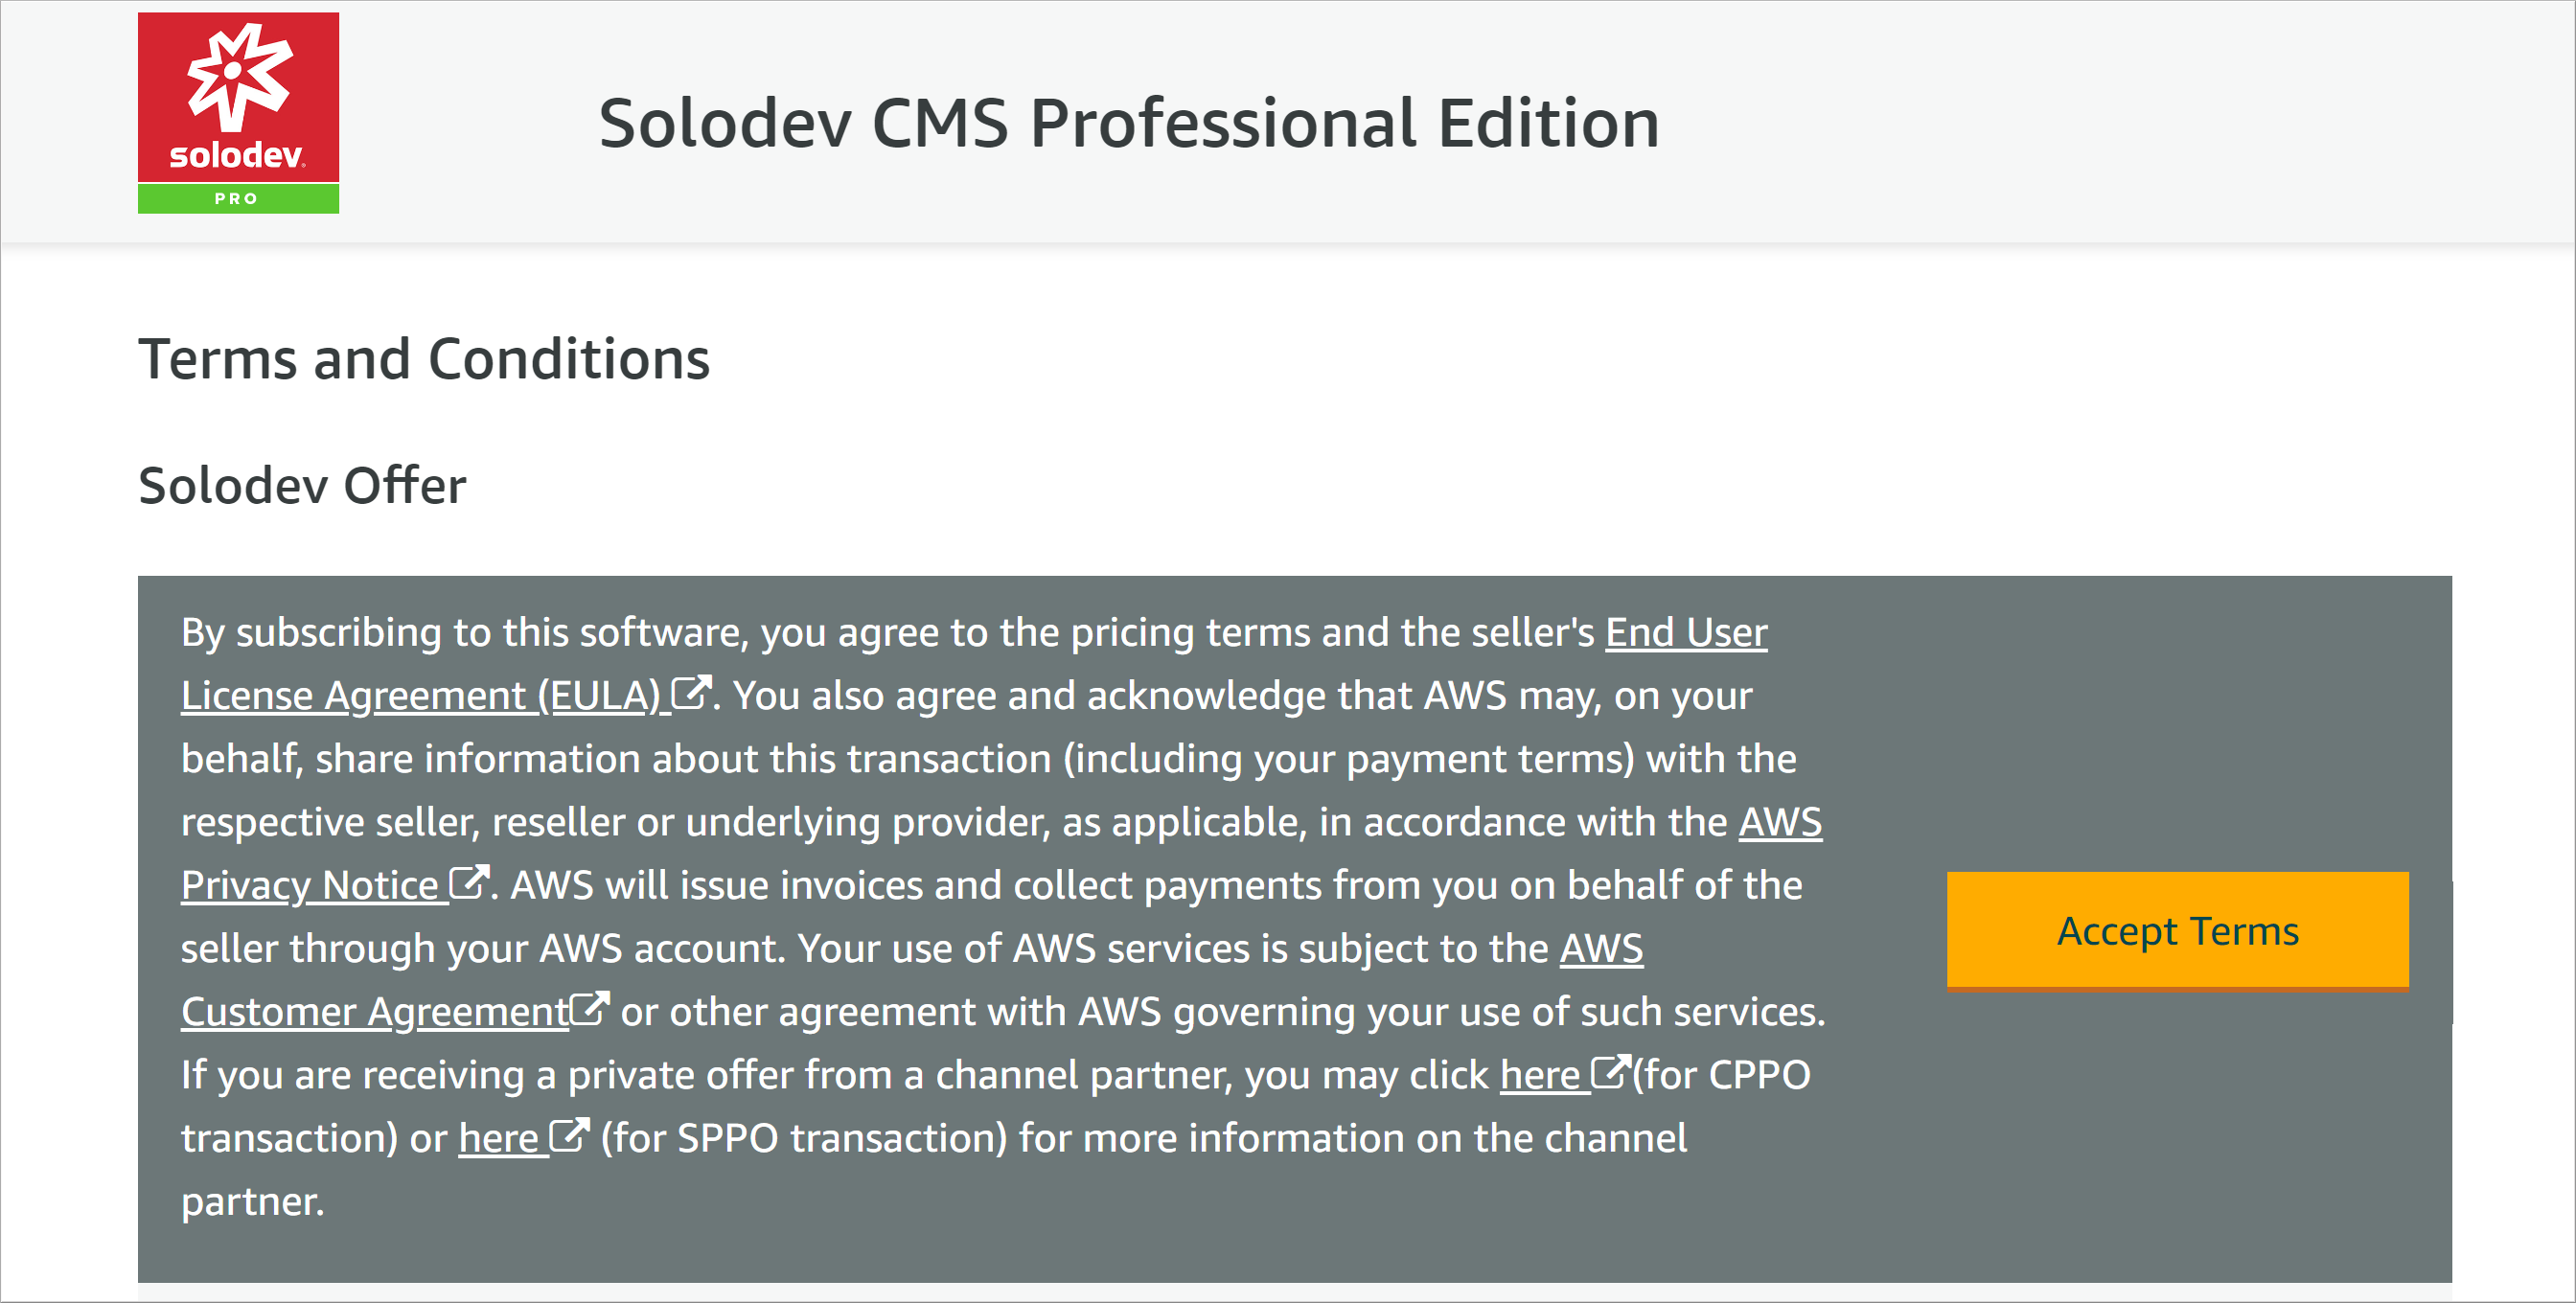 solodev
PRO
Solodev CMS Professional Edition
Terms and Conditions
Solodev Offer
By subscribing to this software, you agree to the pricing terms and the seller's End User
License Agreement (EULA) . You also agree and acknowledge that AWS may, on your
behalf, share information about this transaction (including your payment terms) with the
respective seller, reseller or underlying provider, as applicable, in accordance with the AWS
Privacy Notice . AWS will issue invoices and collect payments from you on behalf of the
seller through your AWS account. Your use of AWS services is subject to the AWS
Customer Agreement or other agreement with AWS governing your use of such services.
If you are receiving a private offer from a channel partner, you may click here (for CPPO
transaction) or here (for SPPO transaction) for more information on the channel
partner.
Accept Terms